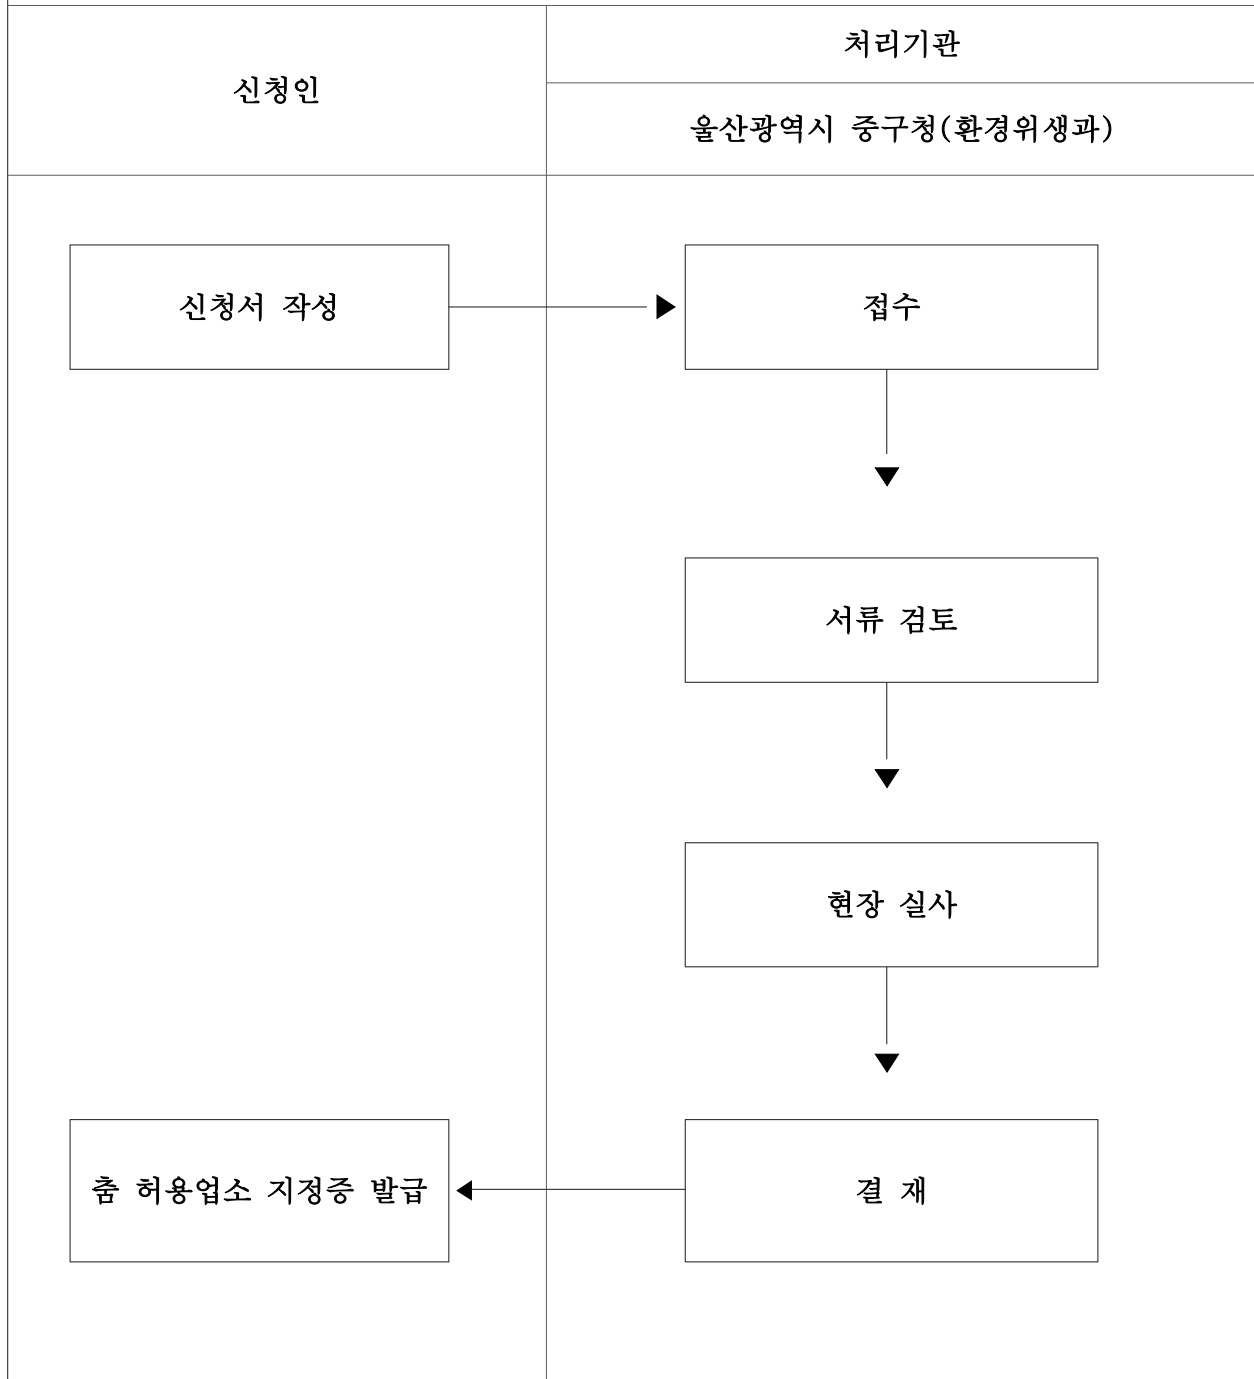 신청인
처리기관
울산광역시 중구청(환경위생과)
신청서 작성
접수
서류 검토
현장 실사
춤 허용업소 지정증 발급
결 재